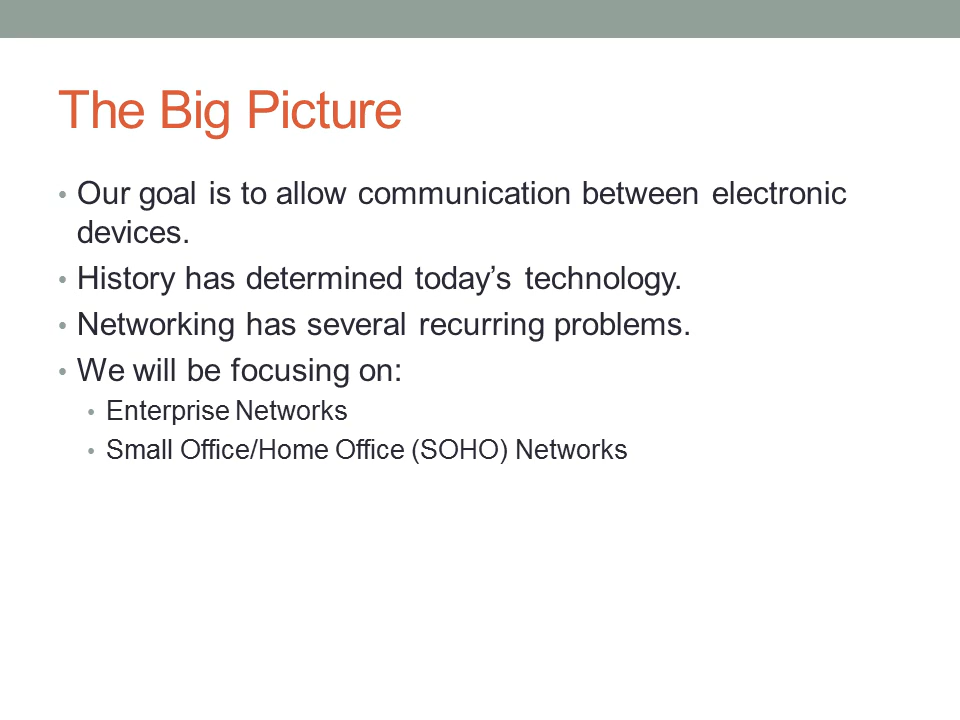 The Big Picture
• Our goal is to allow communication between electronic
devices.
• History has determined today’s technology.
• Networking has several recurring problems.
• We will be focusing on:
• Enterprise Networks
• Small Office/Home Office (SOHO) Networks